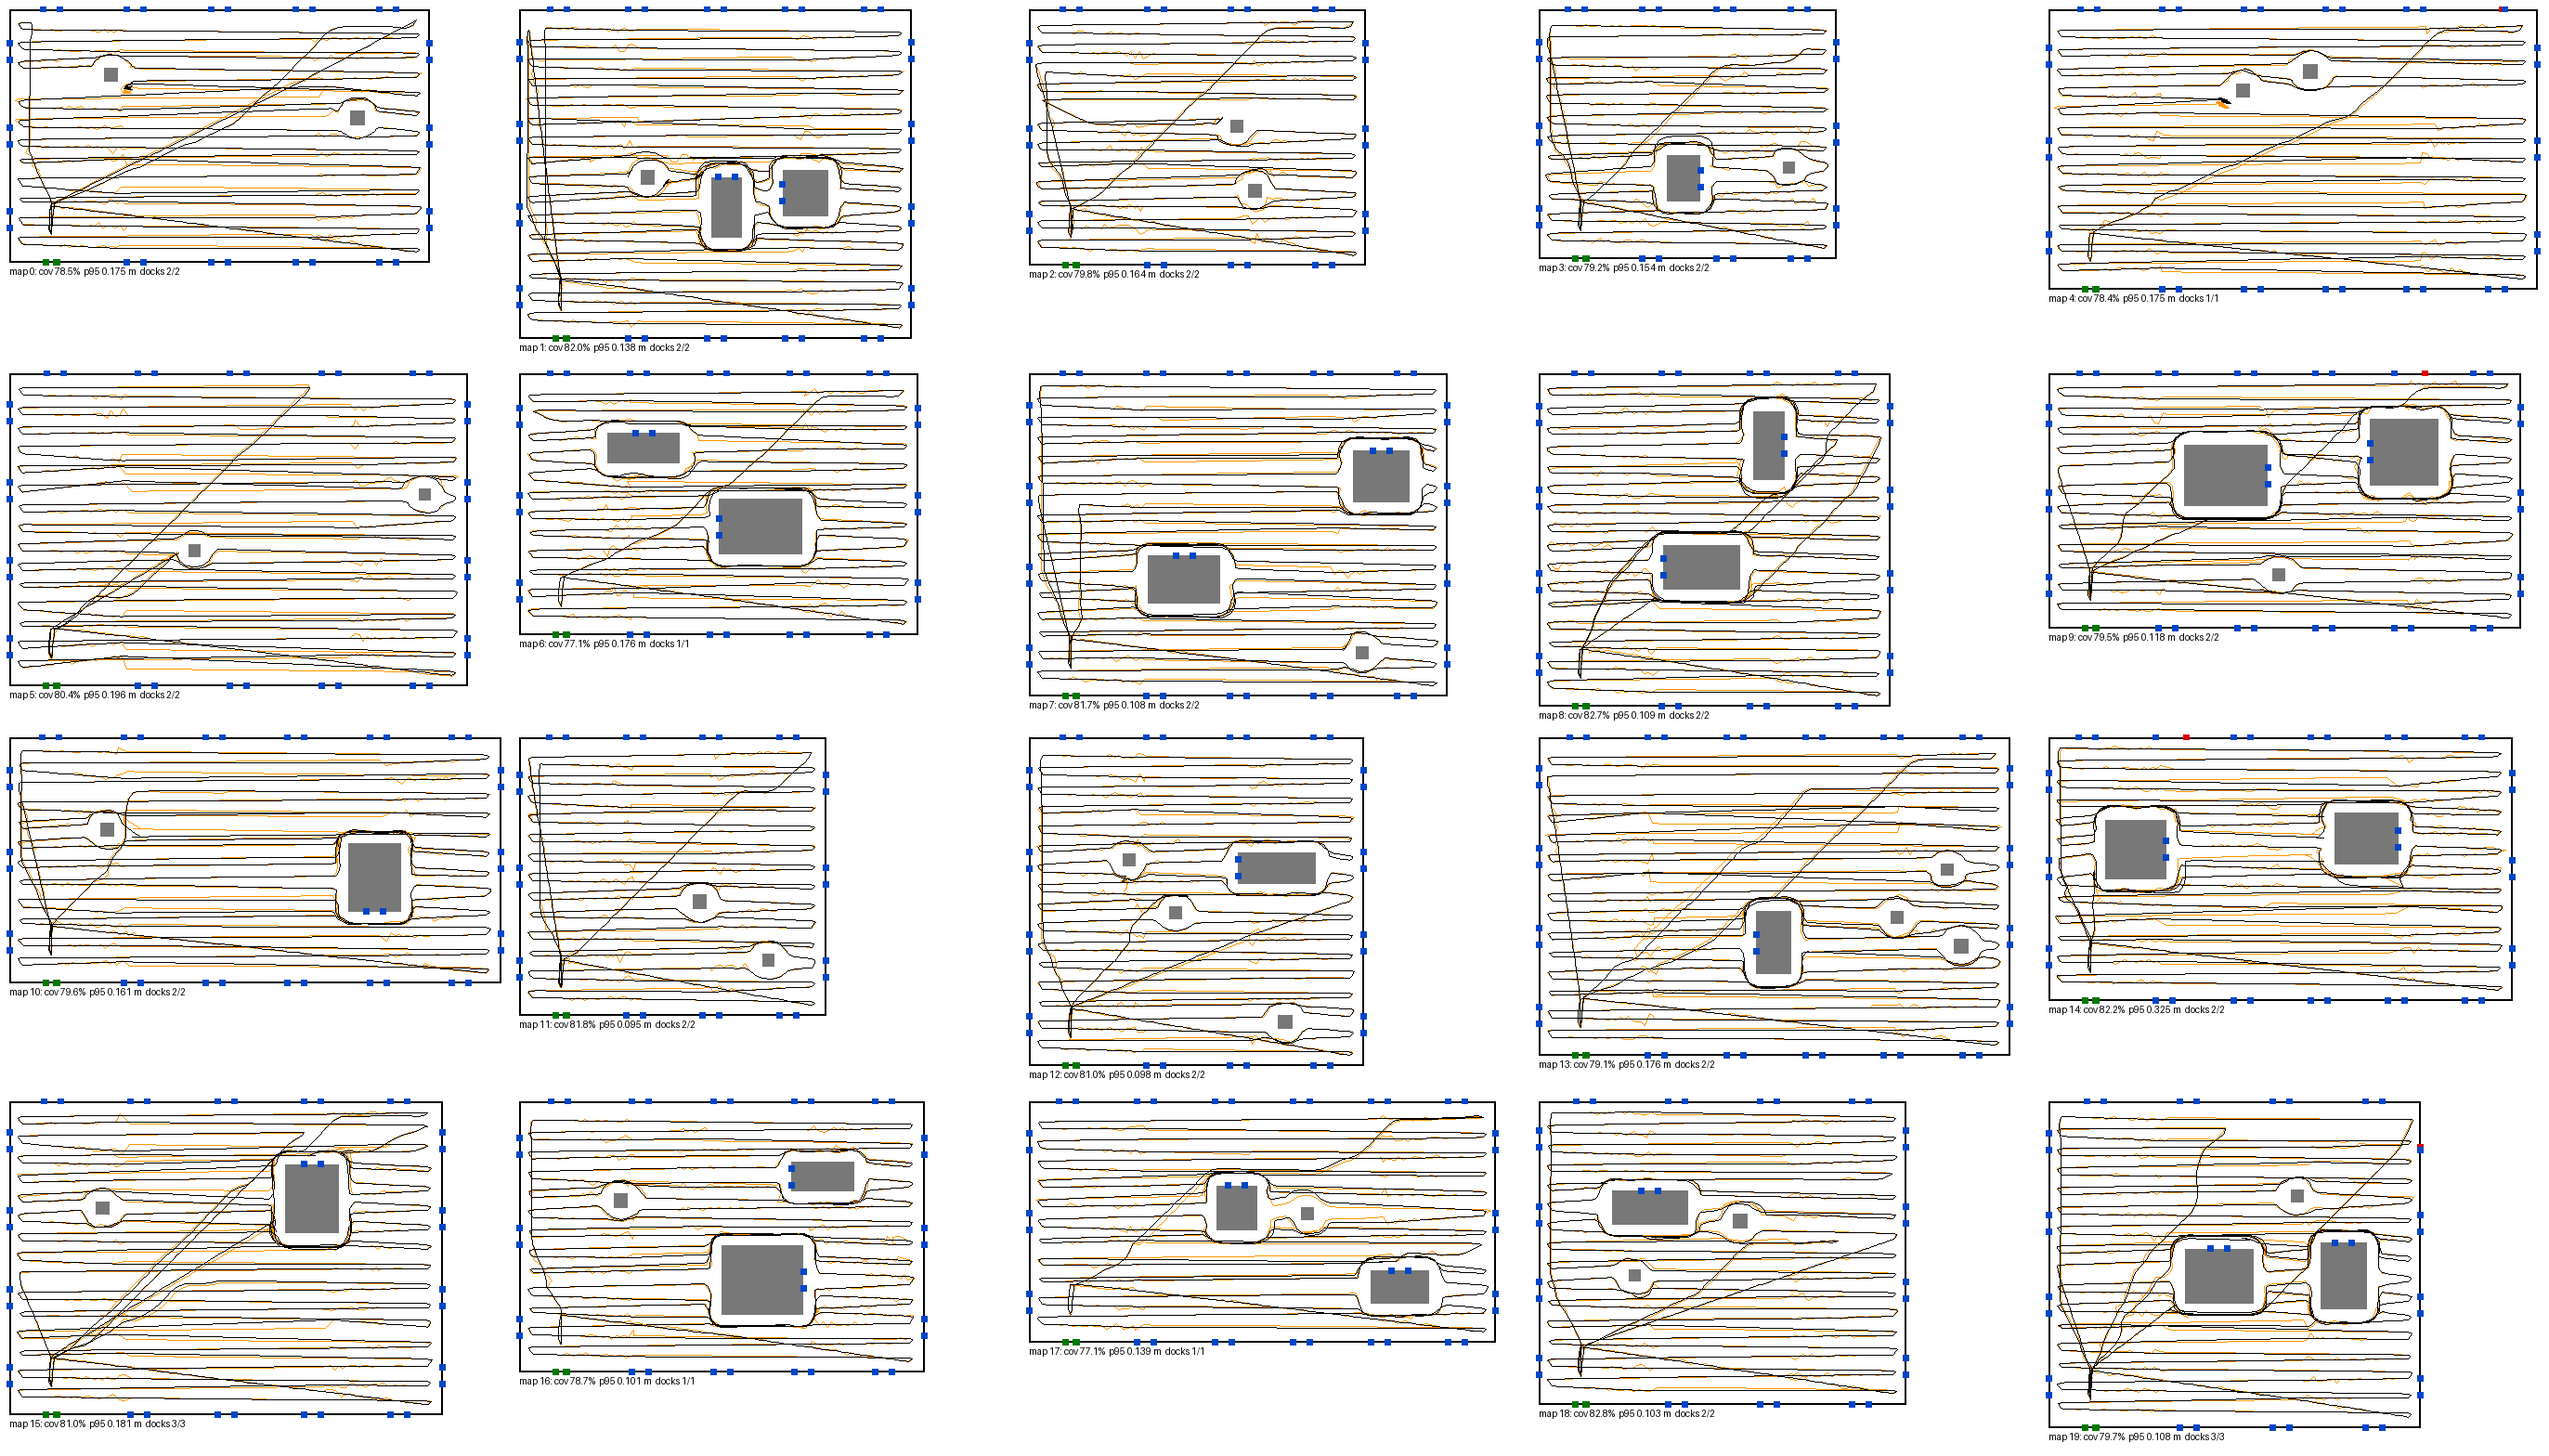 map 0: cov 78.5% p95 0.175 m docks 2/2
map 1: cov 82.0% p95 0.138 m docks 2/2
map 2: cov 79.8% p95 0.164 m docks 2/2
map 3: cov 79.2% p95 0.154 m docks 2/2
map 4: cov 78.4% p95 0.175 m docks 1/1
map 5: cov 80.4% p95 0.196 m docks 2/2
map 6: cov 77.1% p95 0.176 m docks 1/1
map 7: cov 81.7% p95 0.108 m docks 2/2
map 8: cov 82.7% p95 0.109 m docks 2/2
map 9: cov 79.5% p95 0.118 m docks 2/2
map 10: cov 79.6% p95 0.161 m docks 2/2
map 11: cov 81.8% p95 0.095 m docks 2/2
map 12: cov 81.0% p95 0.098 m docks 2/2
map 13: cov 79.1% p95 0.176 m docks 2/2
map 14: cov 82.2% p95 0.325 m docks 2/2
map 15: cov 81.0% p95 0.181 m docks 3/3
map 16: cov 78.7% p95 0.101 m docks 1/1
map 17: cov 77.1% p95 0.139 m docks 1/1
map 18: cov 82.8% p95 0.103 m docks 2/2
map 19: cov 79.7% p95 0.108 m docks 3/3